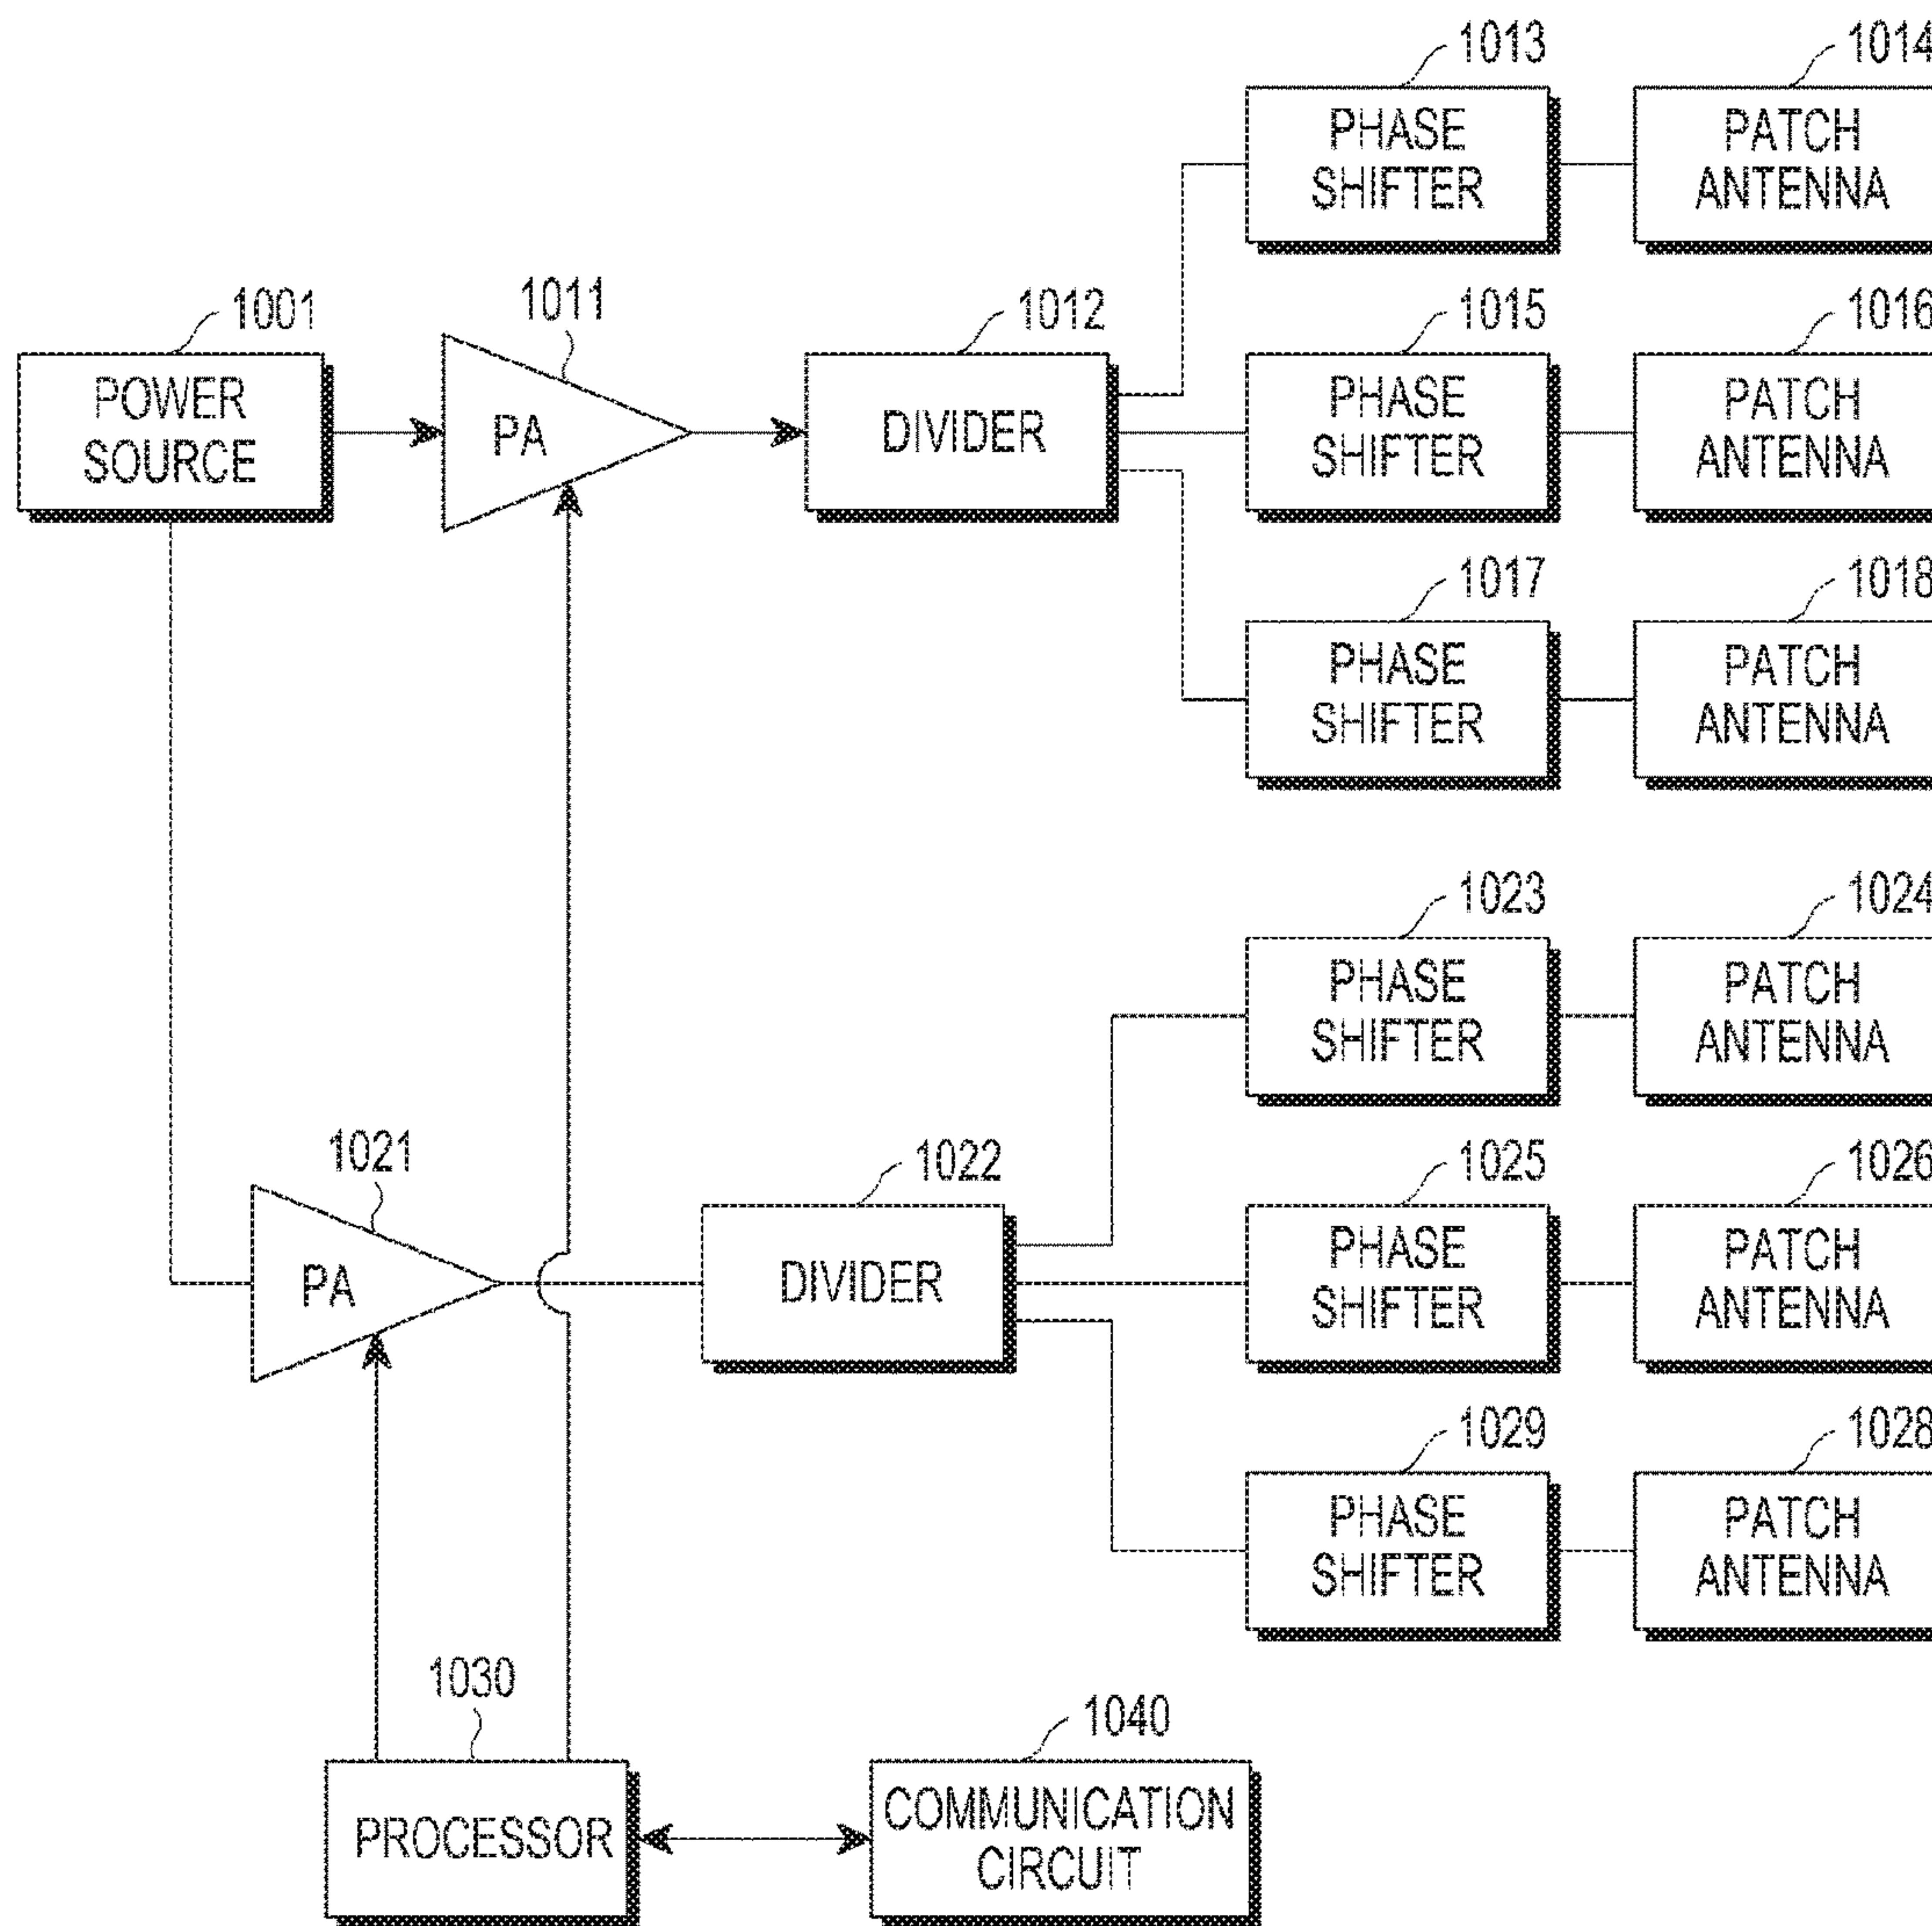 1013
1014
PHASE
SHIFTER
PATCH
ANTENNA
1001
1011
1012
1015
1016
POWER
SOURCE
PA
DIVIDER
PHASE
SHIFTER
PATCH
ANTENNA
1017
1018
PHASE
SHIFTER
PATCH
ANTENNA
1023
1024
PHASE
SHIFTER
PATCH
ANTENNA
1021
1022
1025
1026
PA
DIVIDER
PHASE
SHIFTER
PATCH
ANTENNA
1029
1028
PHASE
SHIFTER
PATCH
ANTENNA
1030
1040
PROCESSOR
COMMUNICATION
CIRCUIT